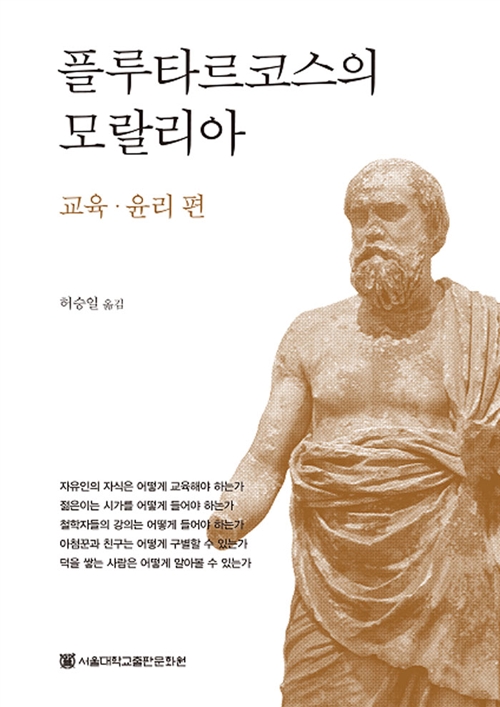 플루타르코스의
모랄리아
교육 · 윤리 편
허승일 옮김
자유인의 자식은 어떻게 교육해야 하는가
젊은이는 시가를 어떻게 들어야 하는가
철학자들의 강의는 어떻게 들어야 하는가
아첨꾼과 친구는 어떻게 구별할 수 있는가
덕을 쌓는 사람은 어떻게 알아볼 수 있는가
서울대학교출판문화원